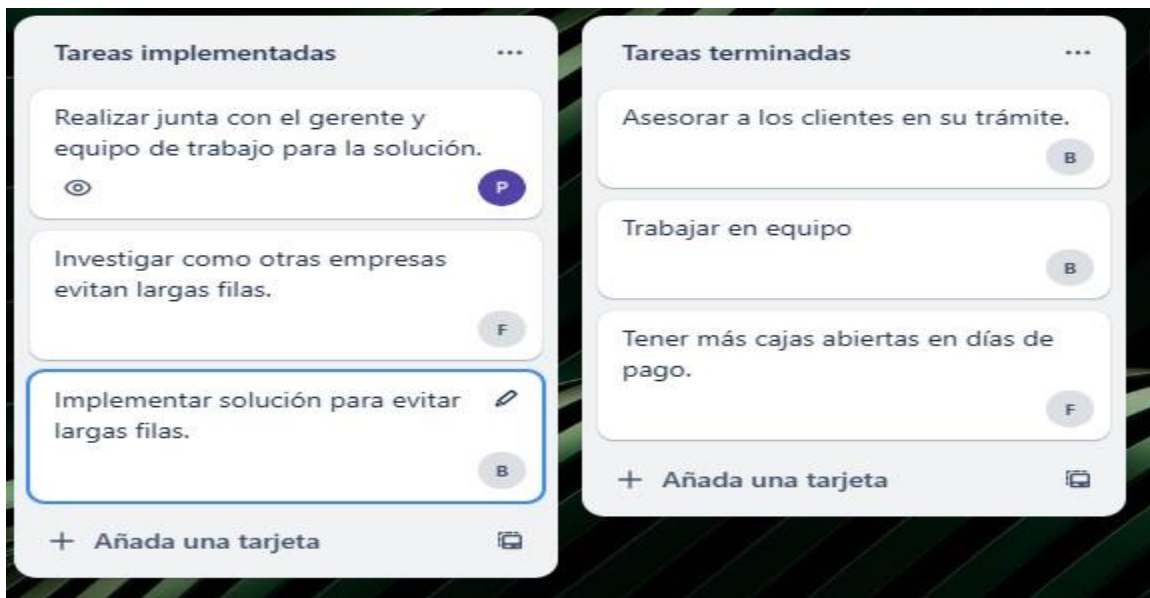 Tareas implementadas
Realizar junta con el gerente y
equipo de trabajo para la solución.
P
Investigar como otras empresas
evitan largas filas.
F
Implementar solución para evitar
largas filas.
B
+ Añada una tarjeta
Tareas terminadas
Asesorar a los clientes en su trámite.
B
Trabajar en equipo
B
Tener más cajas abiertas en días de
pago.
F
+ Añada una tarjeta